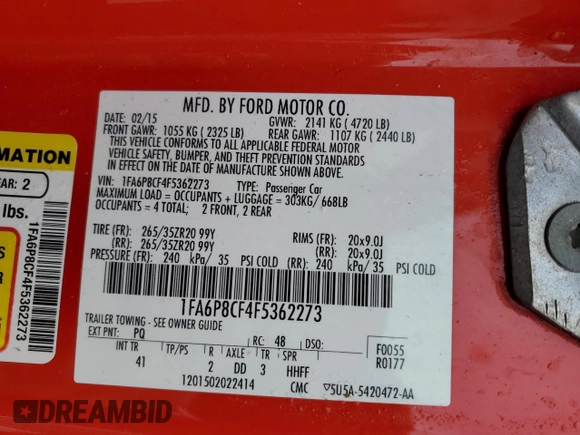 MFD. BY FORD MOTOR CO.
DATE: 02/15 GVWR: 2141 KG ( 4720 LB)
FRONT GAWR: 1055 KG ( 2325 LB) REAR GAWR: 1107 KG ( 2440 LB)
THIS VEHICLE CONFORMS TO ALL APPLICABLE FEDERAL MOTOR
VEHICLE SAFETY, BUMPER, AND THEFT PREVENTION STANDARDS
IN EFFECT ON THE DATE OF MANUFACTURE SHOWN ABOVE.
VIN: 1FA6P8CF4F5362273 TYPE: Passenger Car
MAXIMUM LOAD = OCCUPANTS + LUGGAGE = 303KG/ 668LB
OCCUPANTS = 4 TOTAL; 2 FRONT, 2 REAR
TIRE (FR): 265/35ZR20 99Y RIMS (FR): 20x9.0J
(RR): 265/35ZR20 99Y (RR): 20x9.0J
PRESSURE (FR): 240 kPa/ 35 PSI COLD (RR): 240 kPa/35 PSI COLD
1FA6P8CF4F5362273
TRAILER TOWING - SEE OWNER GUIDE
EXT PNT: PQ RC: 48 DSO: F0055
R0177
INT TR TP/PS R AXLE TR SPR
41 2 DD 3 HHFF
1201502022414 CMC 5U5A-5420472-AA
RMATION
EAR: 2
lbs.
1FA6P8CF4F5362273
DREAMBID.COM